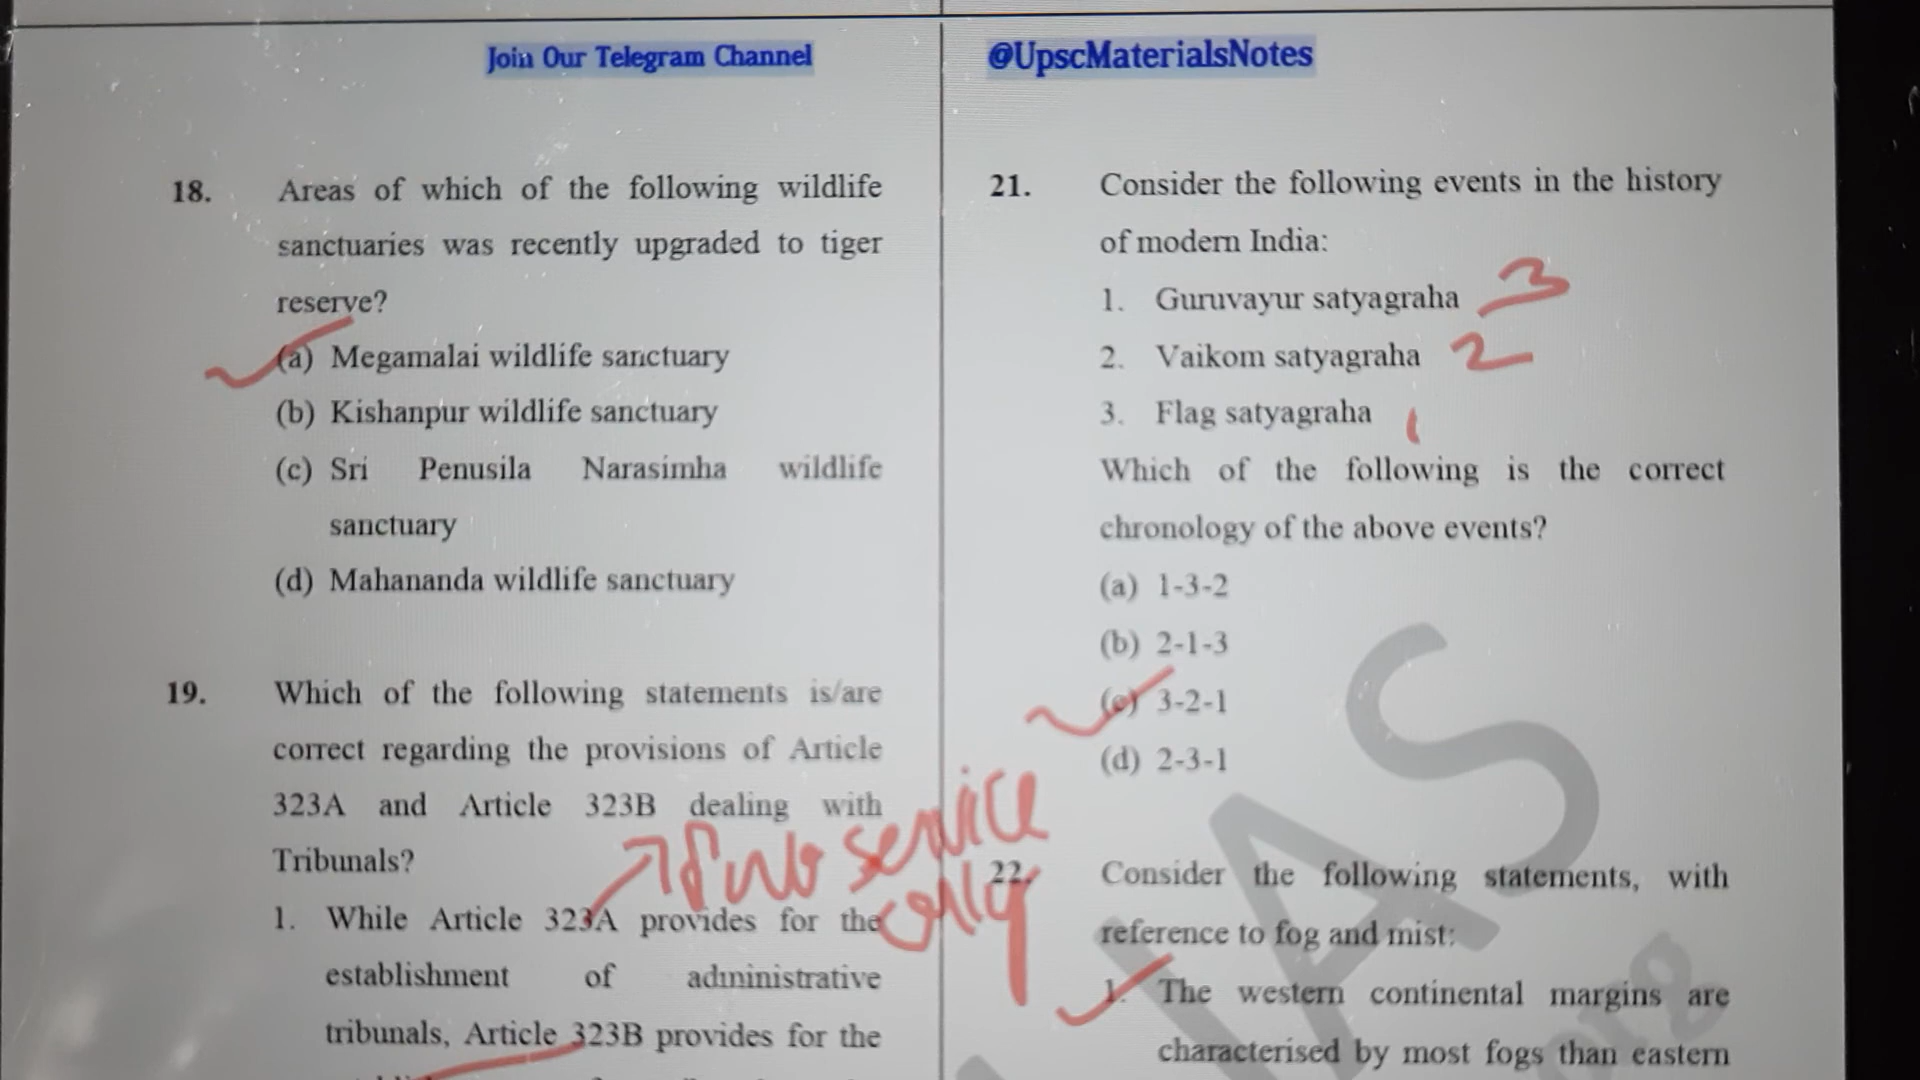 Join Our Telegram Channel
@UpscMaterialsNotes
18. Areas of which of the following wildlife
sanctuaries was recently upgraded to tiger
reserve?
(a) Megamalai wildlife sanctuary
(b) Kishanpur wildlife sanctuary
(c) Sri Penusila Narasimha wildlife
sanctuary
(d) Mahananda wildlife sanctuary
19. Which of the following statements is/are
correct regarding the provisions of Article
323A and Article 323B dealing with
Tribunals?
service
only
1. While Article 323A provides for the
establishment of administrative
tribunals, Article 323B provides for the
21. Consider the following events in the history
of modern India:
1. Guruvayur satyagraha 3
2. Vaikom satyagraha 2
3. Flag satyagraha 1
Which of the following is the correct
chronology of the above events?
(a) 1-3-2
(b) 2-1-3
(c) 3-2-1
(d) 2-3-1
22. Consider the following statements, with
reference to fog and mist:
1. The western continental margins are
characterised by most fogs than eastern
IAS